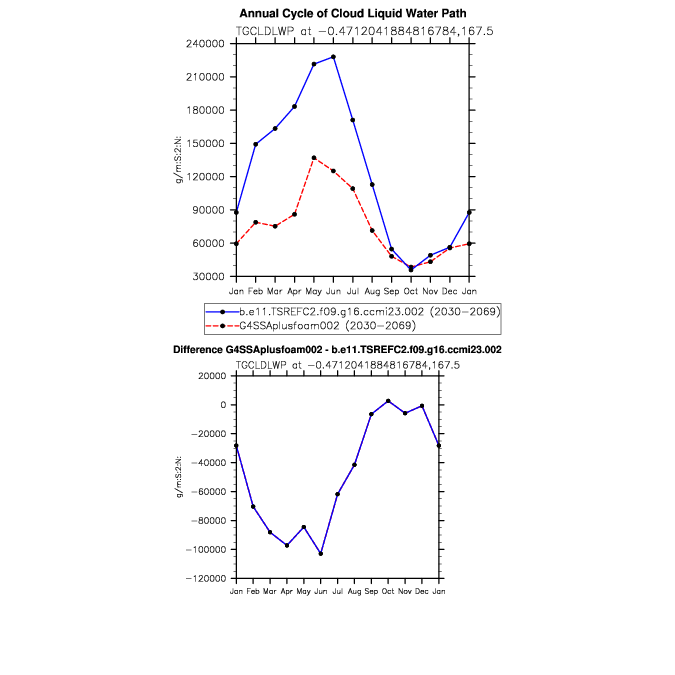 Annual Cycle of Cloud Liquid Water Path
TGCLDLWP at −0.4712041884816784,167.5
240000
210000
180000
150000
120000
90000
60000
30000
g/m:S:2:N:
Jan Feb Mar Apr May Jun Jul Aug Sep Oct Nov Dec Jan
b.e11.TSREFC2.f09.g16.ccmi23.002 (2030−2069)
G4SSAplusfoam002 (2030−2069)
Difference G4SSAplusfoam002 - b.e11.TSREFC2.f09.g16.ccmi23.002
TGCLDLWP at −0.4712041884816784,167.5
20000
0
−20000
−40000
−60000
−80000
−100000
−120000
g/m:S:2:N:
Jan Feb Mar Apr May Jun Jul Aug Sep Oct Nov Dec Jan